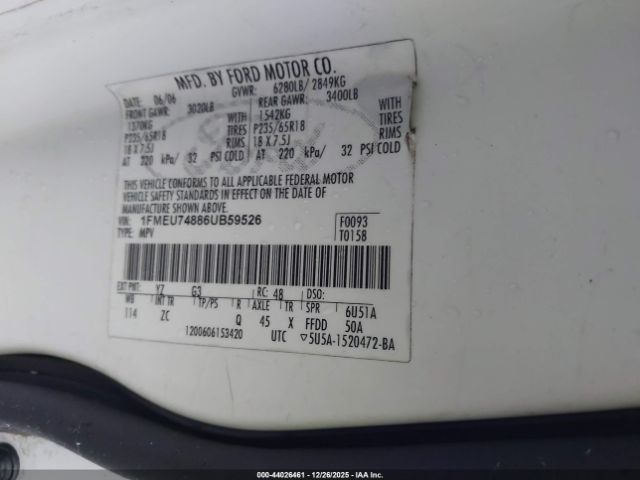 MFD. BY FORD MOTOR CO.
DATE: 06/06 GVWR: 6280LB/ 2849KG
FRONT GAWR: 3020LB REAR GAWR: 3400LB
1370KG WITH 1542KG WITH
P235/65R18 TIRES P235/65R18 TIRES
18 X 7.5J RIMS 18 X 7.5J RIMS
AT 220 kPa/ 32 PSI COLD AT 220 kPa/ 32 PSI COLD
THIS VEHICLE CONFORMS TO ALL APPLICABLE FEDERAL MOTOR
VEHICLE SAFETY STANDARDS IN EFFECT ON THE DATE OF
MANUFACTURE SHOWN ABOVE.
VIN: 1FMEU74886UB59526 F0093
TYPE: MPV T0158
EXT PNT: YZ G3 RC: 48 DSO:
WB INT TR TP/PS R AXLE TR SPR 6U51A
114 ZC Q 45 X FFDD 50A
1200606153420 UTC ▽5U5A-1520472-BA
000-44026461 - 12/26/2025 - IAAI.com